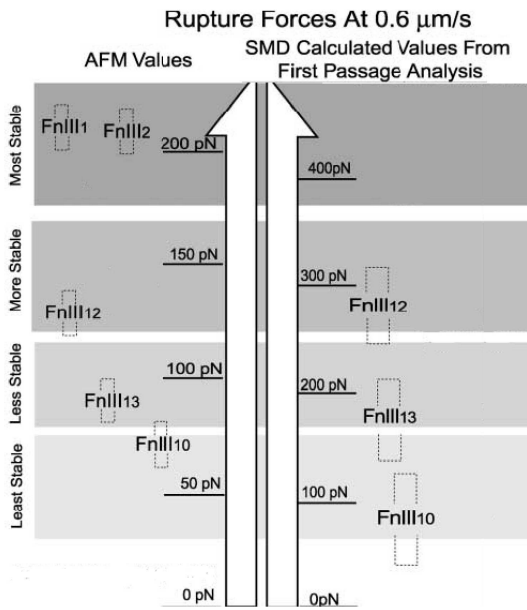 Rupture Forces At 0.6 μm/s
AFM Values
SMD Calculated Values From
First Passage Analysis
Most Stable
FnIII1
FnIII2
200 pN
400pN
More Stable
150 pN
300 pN
FnIII12
FnIII12
Less Stable
100 pN
200 pN
FnIII13
FnIII13
FnIII10
Least Stable
50 pN
100 pN
FnIII10
0 pN
0pN